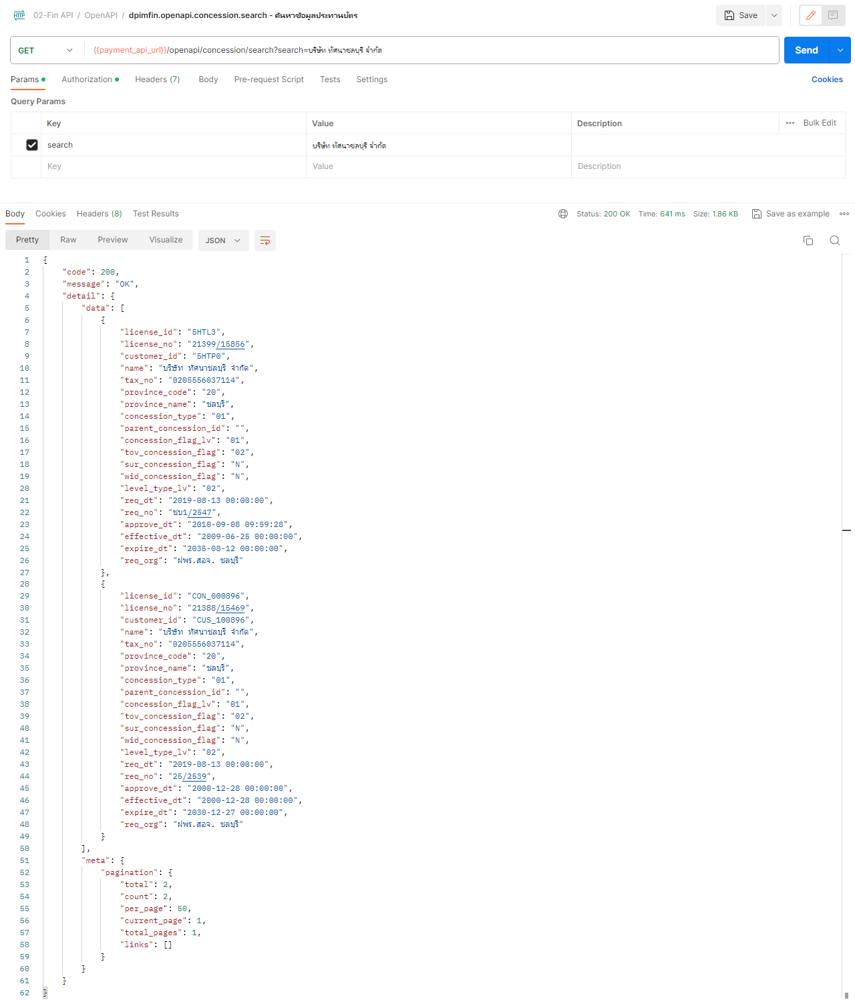 HTTP 02-Fin API / OpenAPI / dpimfin.openapi.concession.search - ค้นหาข้อมูลประทานบัตร Save
GET {{payment_api_url}}/openapi/concession/search?search=บริษัท ทัศนาชลบุรี จำกัด Send
Params Authorization Headers (7) Body Pre-request Script Tests Settings Cookies
Query Params
Key Value Description ••• Bulk Edit
search บริษัท ทัศนาชลบุรี จำกัด
Key Value Description
Body Cookies Headers (8) Test Results Status: 200 OK Time: 641 ms Size: 1.86 KB Save as example
Pretty Raw Preview Visualize JSON
1 {
2 "code": 200,
3 "message": "OK",
4 "detail": {
5 "data": [
6 {
7 "license_id": "5HTL3",
8 "license_no": "21399/15856",
9 "customer_id": "5HTP0",
10 "name": "บริษัท ทัศนาชลบุรี จำกัด",
11 "tax_no": "0205556037114",
12 "province_code": "20",
13 "province_name": "ชลบุรี",
14 "concession_type": "01",
15 "parent_concession_id": "",
16 "concession_flag_lv": "01",
17 "tov_concession_flag": "02",
18 "sur_concession_flag": "N",
19 "wid_concession_flag": "N",
20 "level_type_lv": "02",
21 "req_dt": "2019-08-13 00:00:00",
22 "req_no": "ชบ1/2547",
23 "approve_dt": "2010-09-08 09:59:28",
24 "effective_dt": "2009-06-25 00:00:00",
25 "expire_dt": "2035-08-12 00:00:00",
26 "req_org": "ฝพร.สอจ. ชลบุรี"
27 },
28 {
29 "license_id": "CON_000896",
30 "license_no": "21388/15469",
31 "customer_id": "CUS_100896",
32 "name": "บริษัท ทัศนาชลบุรี จำกัด",
33 "tax_no": "0205556037114",
34 "province_code": "20",
35 "province_name": "ชลบุรี",
36 "concession_type": "01",
37 "parent_concession_id": "",
38 "concession_flag_lv": "01",
39 "tov_concession_flag": "02",
40 "sur_concession_flag": "N",
41 "wid_concession_flag": "N",
42 "level_type_lv": "02",
43 "req_dt": "2019-08-13 00:00:00",
44 "req_no": "25/2539",
45 "approve_dt": "2000-12-28 00:00:00",
46 "effective_dt": "2000-12-28 00:00:00",
47 "expire_dt": "2030-12-27 00:00:00",
48 "req_org": "ฝพร.สอจ. ชลบุรี"
49 }
50 ],
51 "meta": {
52 "pagination": {
53 "total": 2,
54 "count": 2,
55 "per_page": 50,
56 "current_page": 1,
57 "total_pages": 1,
58 "links": []
59 }
60 }
61 }
62 }